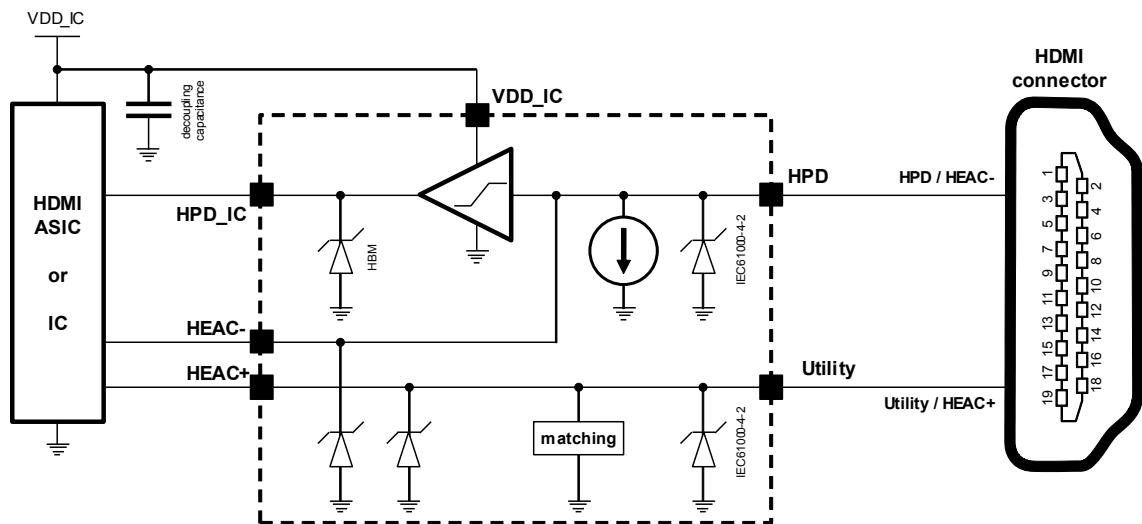 VDD_IC
HDMI
connector
decoupling
capacitance
VDD_IC
HDMI
ASIC
or
IC
HPD_IC
HPD
HPD / HEAC-
HBM
IEC61000-4-2
HEAC-
HEAC+
Utility
Utility / HEAC+
matching
IEC61000-4-2
1
2
3
4
5
6
7
8
9
10
11
12
13
14
15
16
17
18
19